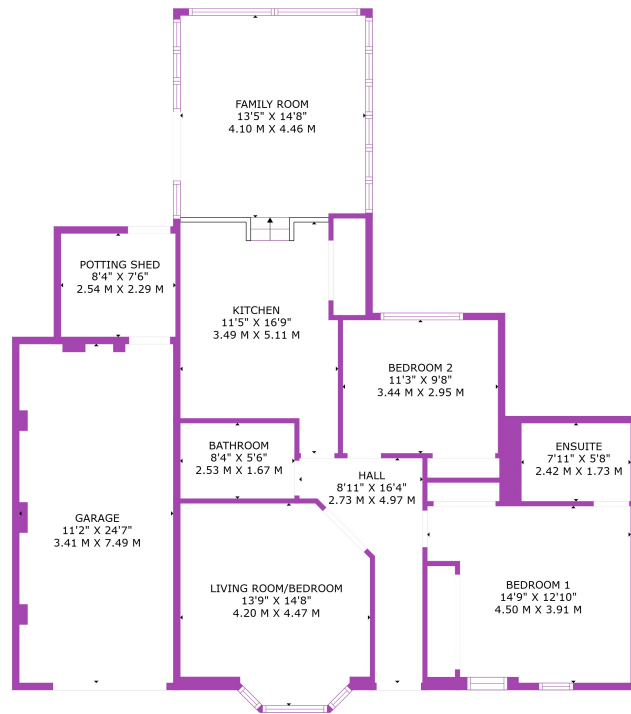 FAMILY ROOM
13'5" X 14'8"
4.10 M X 4.46 M
POTTING SHED
8'4" X 7'6"
2.54 M X 2.29 M
KITCHEN
11'5" X 16'9"
3.49 M X 5.11 M
BEDROOM 2
11'3" X 9'8"
3.44 M X 2.95 M
BATHROOM
8'4" X 5'6"
2.53 M X 1.67 M
ENSUITE
7'11" X 5'8"
2.42 M X 1.73 M
HALL
8'11" X 16'4"
2.73 M X 4.97 M
GARAGE
11'2" X 24'7"
3.41 M X 7.49 M
LIVING ROOM/BEDROOM
13'9" X 14'8"
4.20 M X 4.47 M
BEDROOM 1
14'9" X 12'10"
4.50 M X 3.91 M